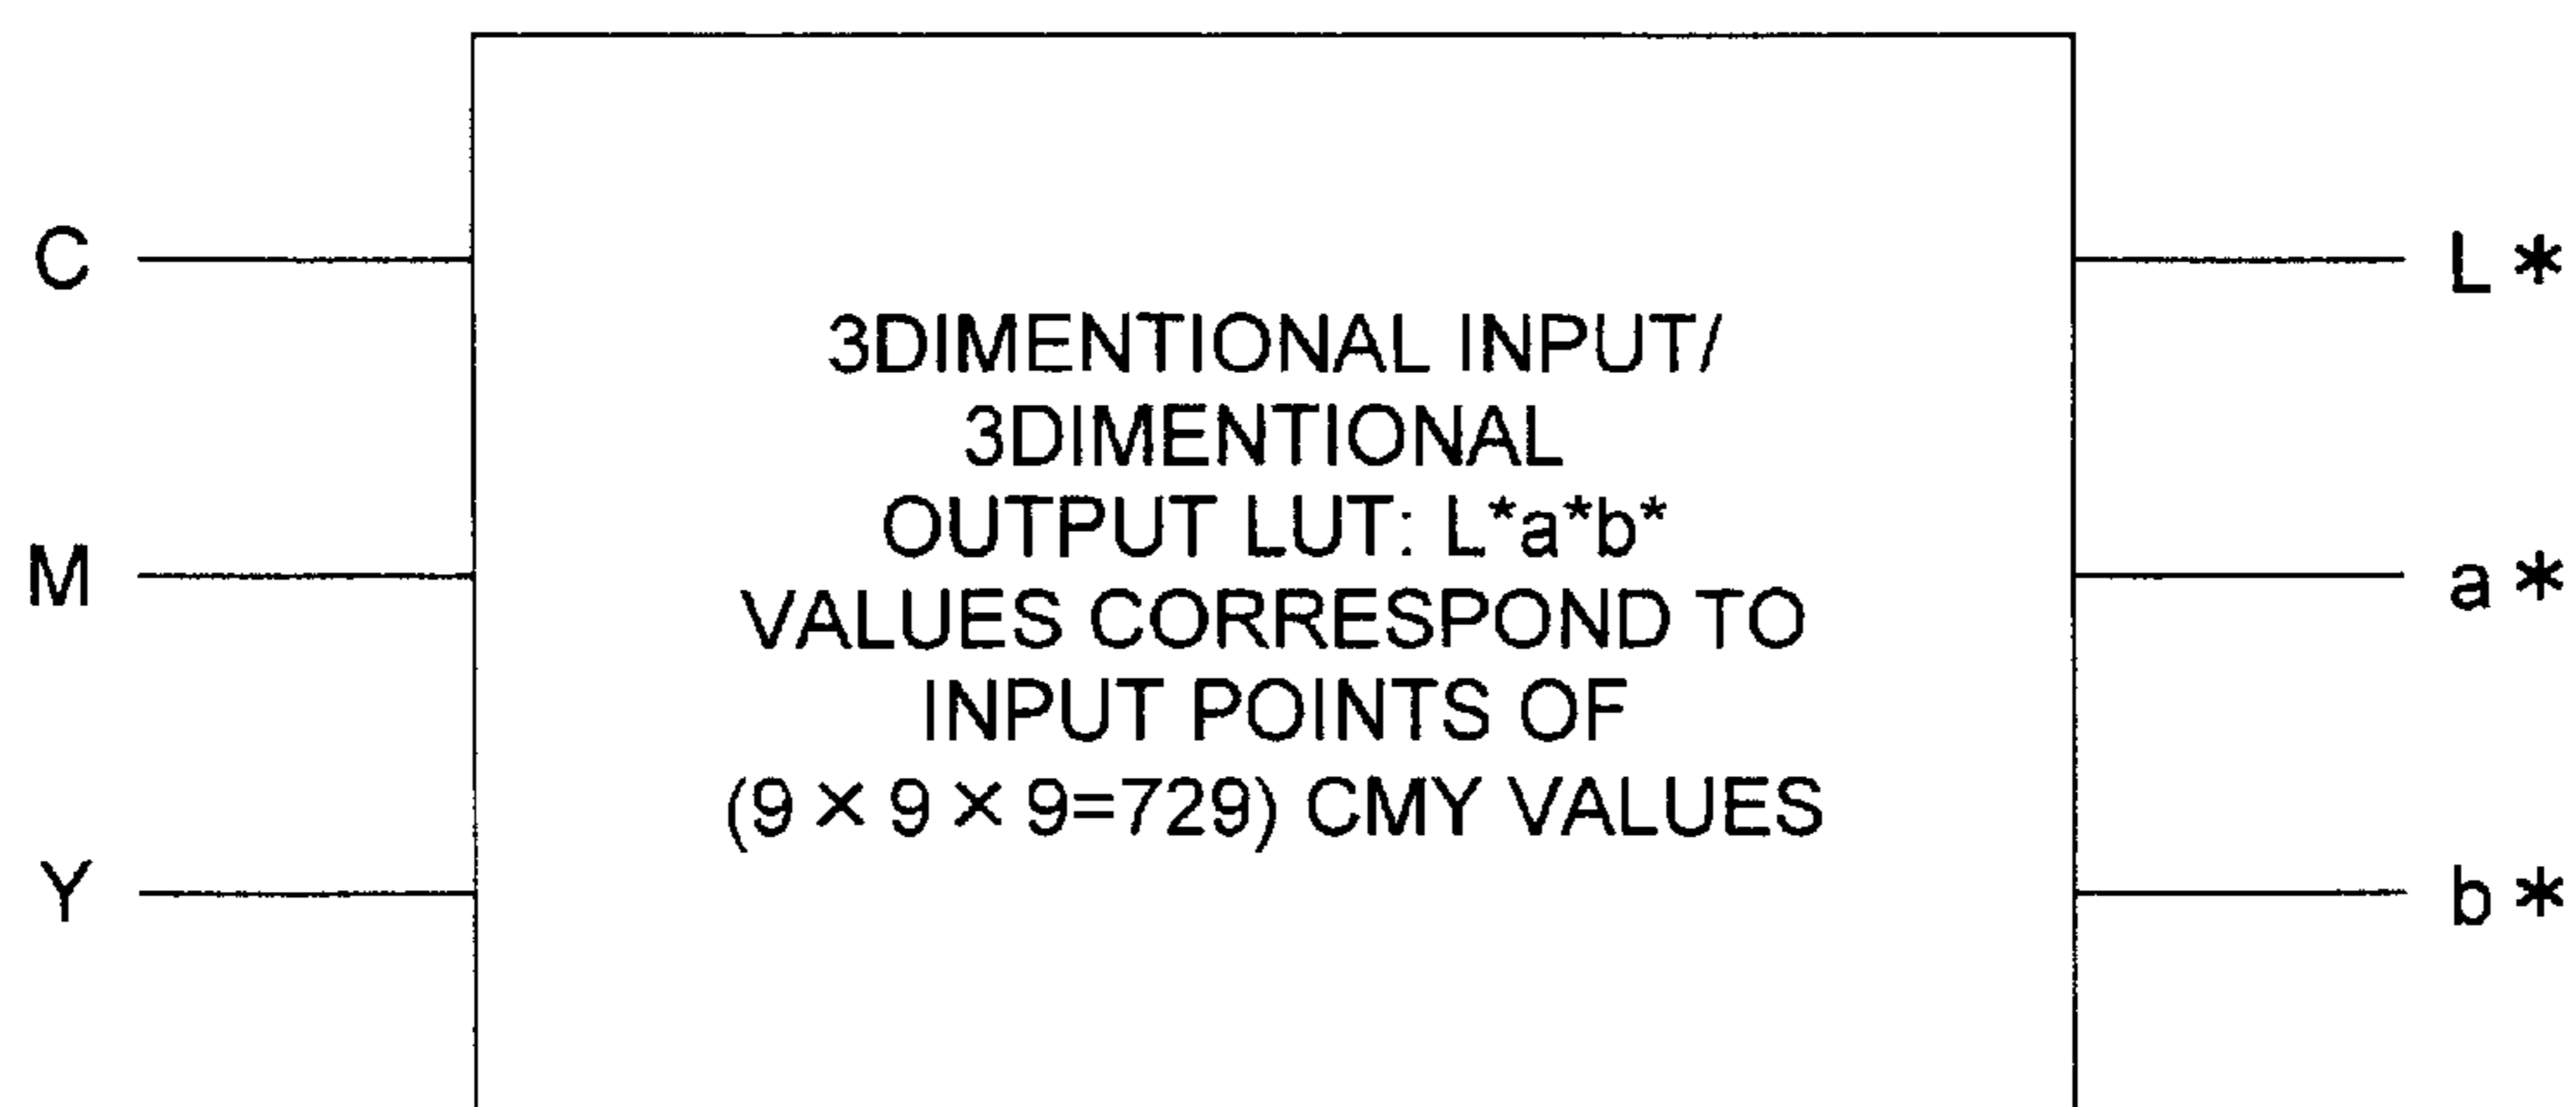 C
M
Y
3DIMENTIONAL INPUT/
3DIMENTIONAL
OUTPUT LUT: L*a*b*
VALUES CORRESPOND TO
INPUT POINTS OF
(9 × 9 × 9=729) CMY VALUES
L*
a*
b*